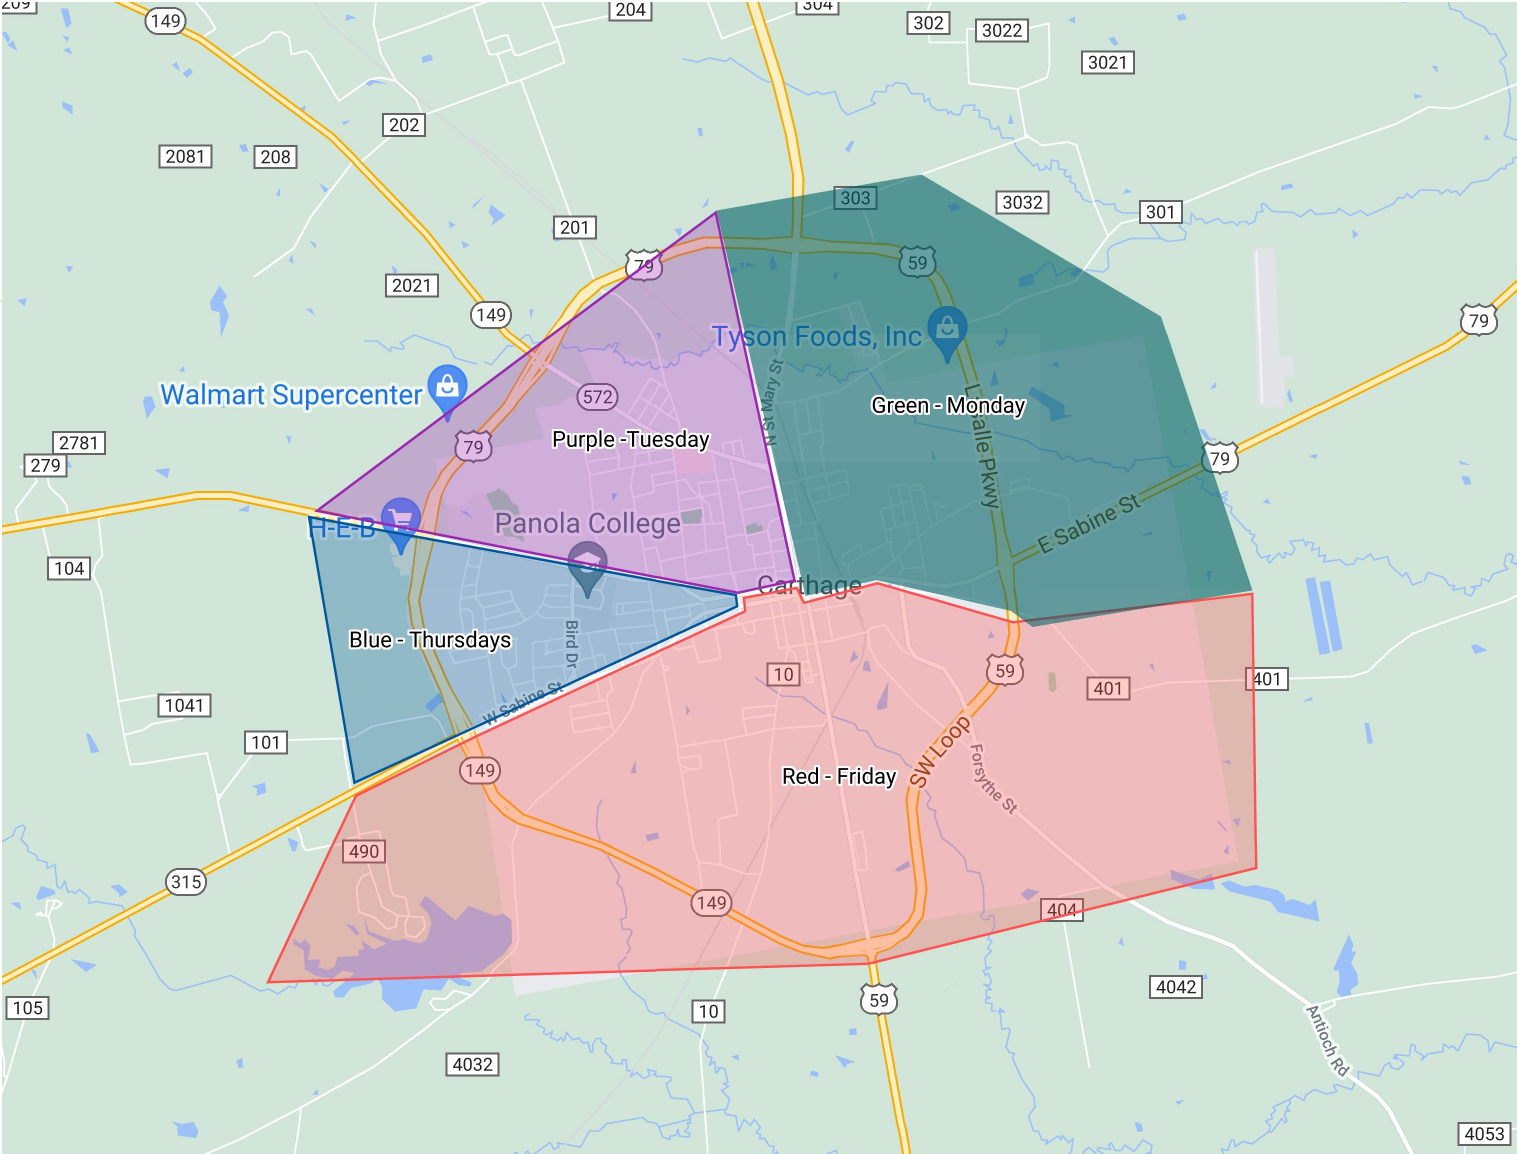 209
149
204
304
302
3022
3021
202
2081
208
303
3032
301
201
79
59
2021
149
79
Tyson Foods, Inc
Walmart Supercenter
572
N St Mary St
Green - Monday
LaSalle Pkwy
2781
279
79
Purple -Tuesday
79
H-E-B
Panola College
E Sabine St
104
Carthage
Blue - Thursdays
Bird Dr
10
59
401
401
1041
W Sabine St
101
149
Red - Friday
SW Loop
Forsythe St
490
315
149
404
105
59
10
4042
Antioch Rd
4032
4053